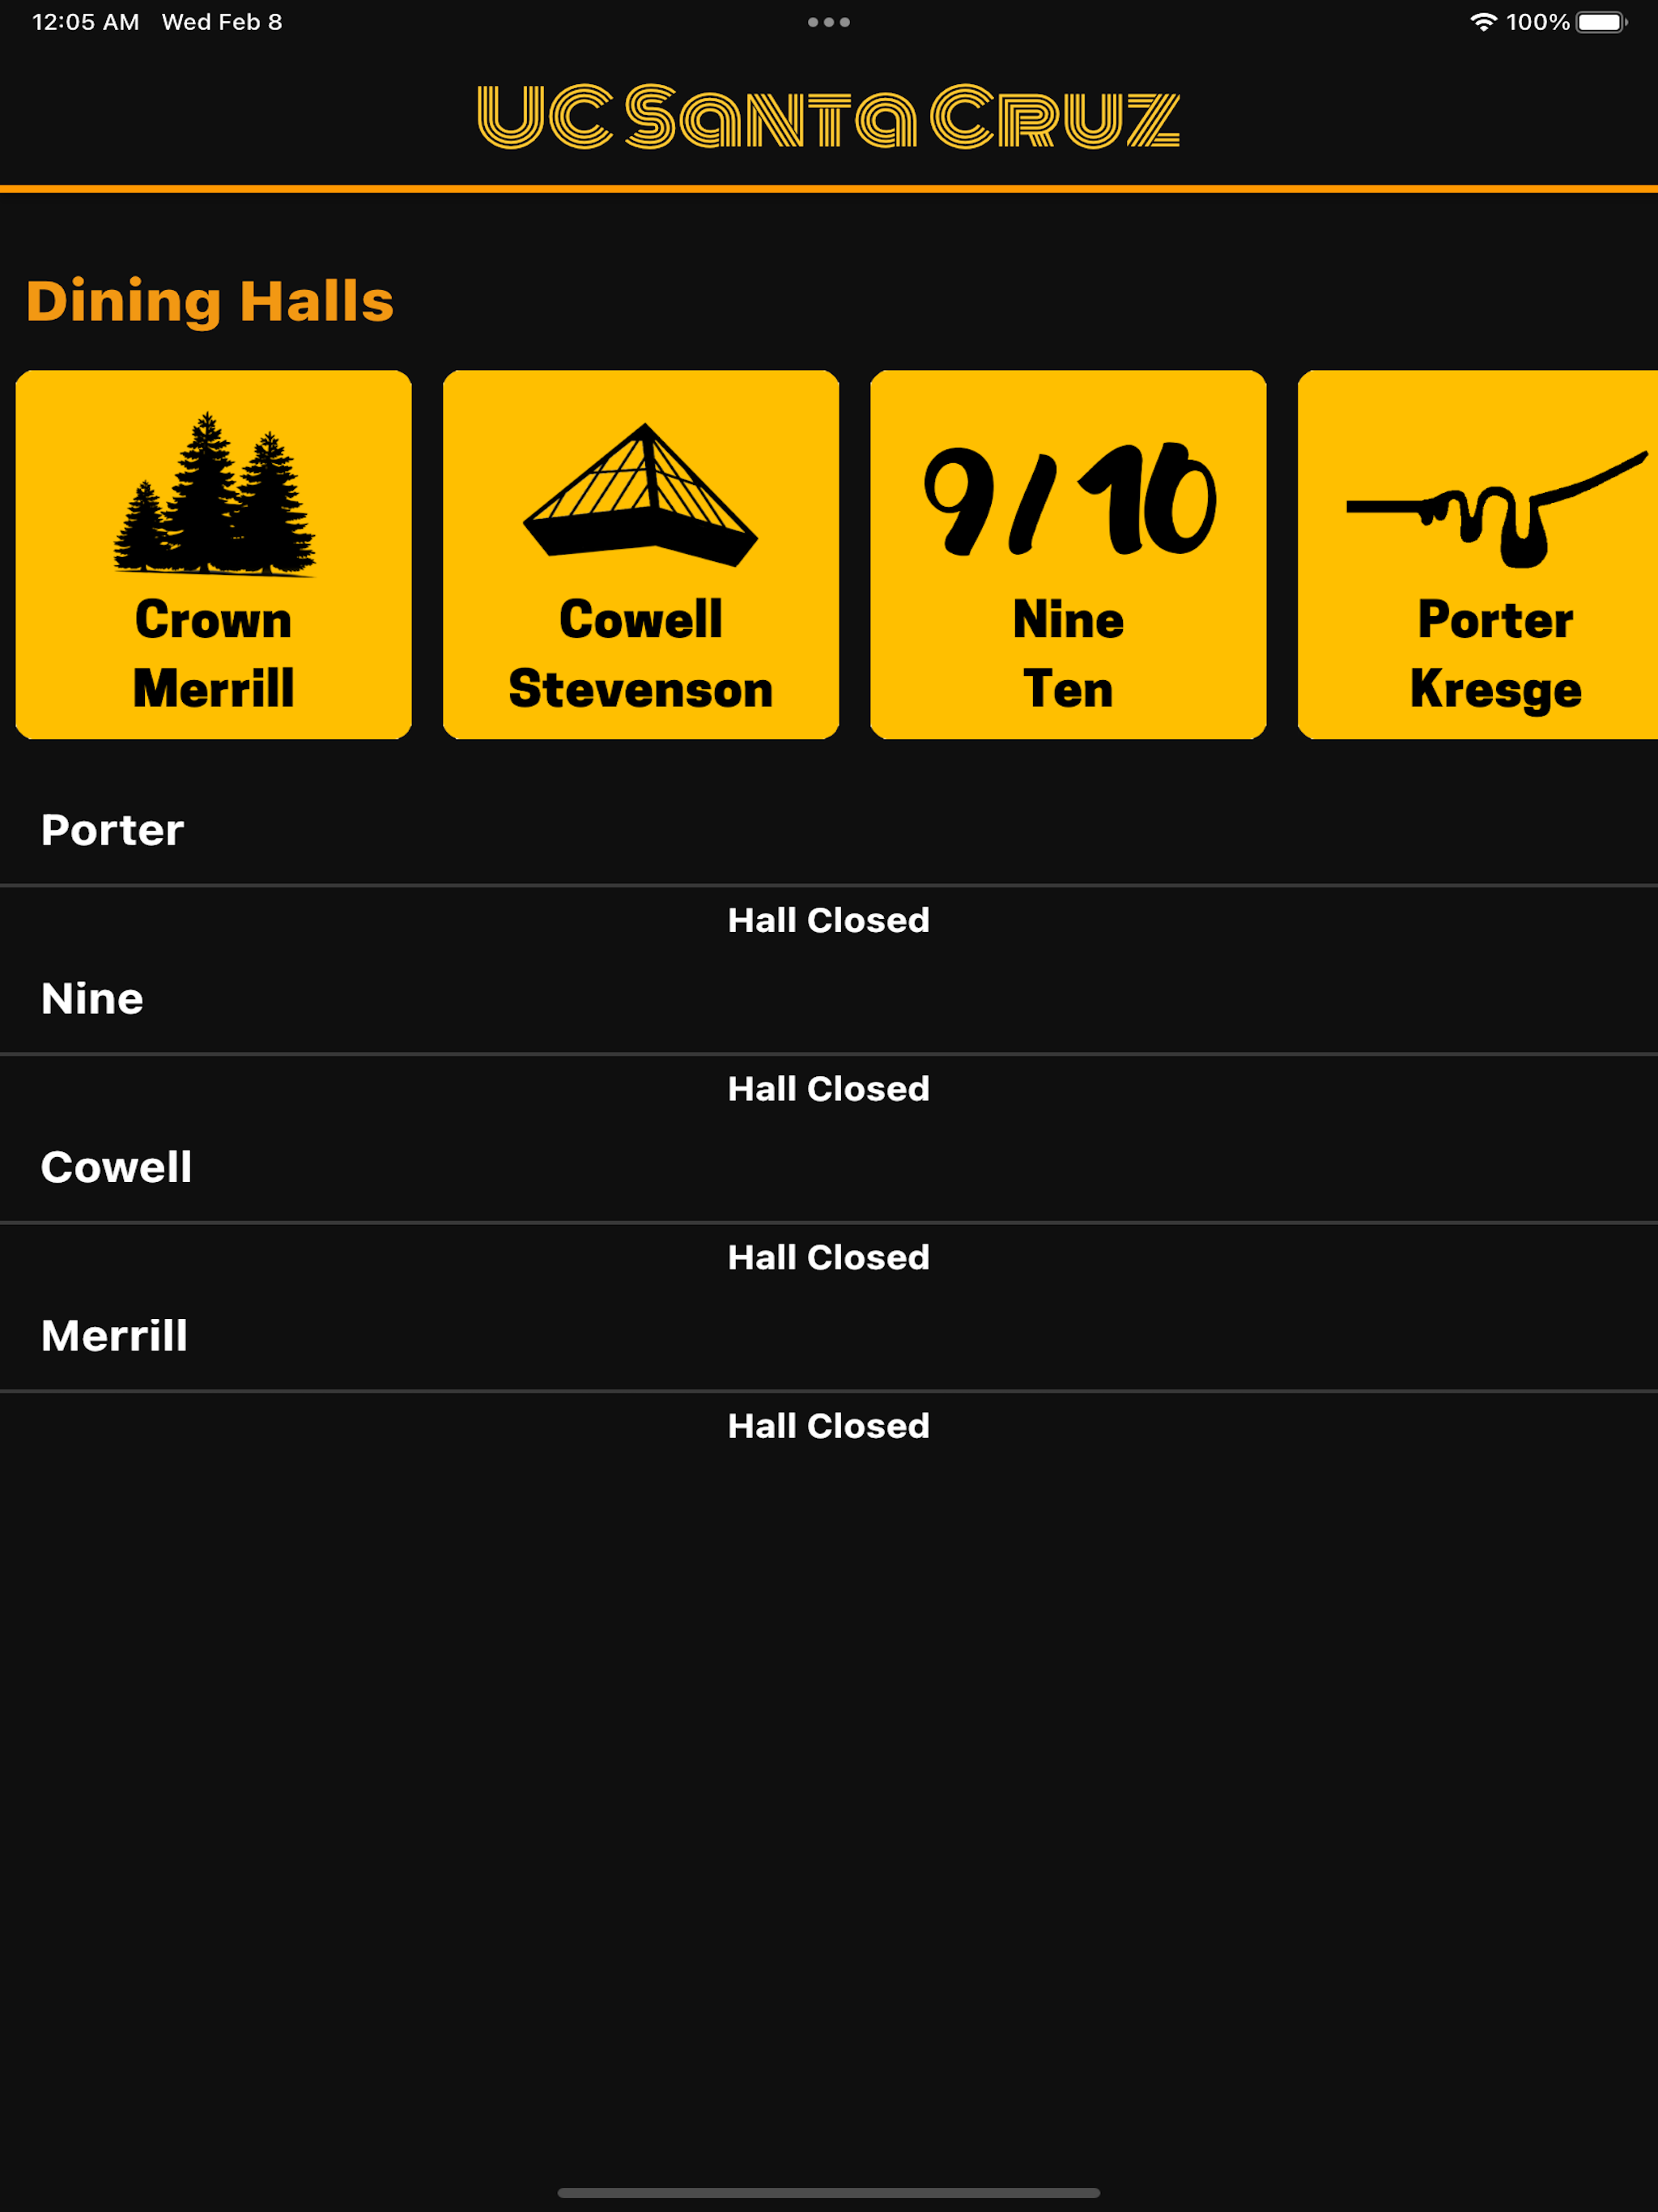 12:05 AM Wed Feb 8 100%
UC Santa Cruz
Dining Halls
Crown
Merrill
Cowell
Stevenson
9/10
Nine
Ten
Porter
Kresge
Porter
Hall Closed
Nine
Hall Closed
Cowell
Hall Closed
Merrill
Hall Closed